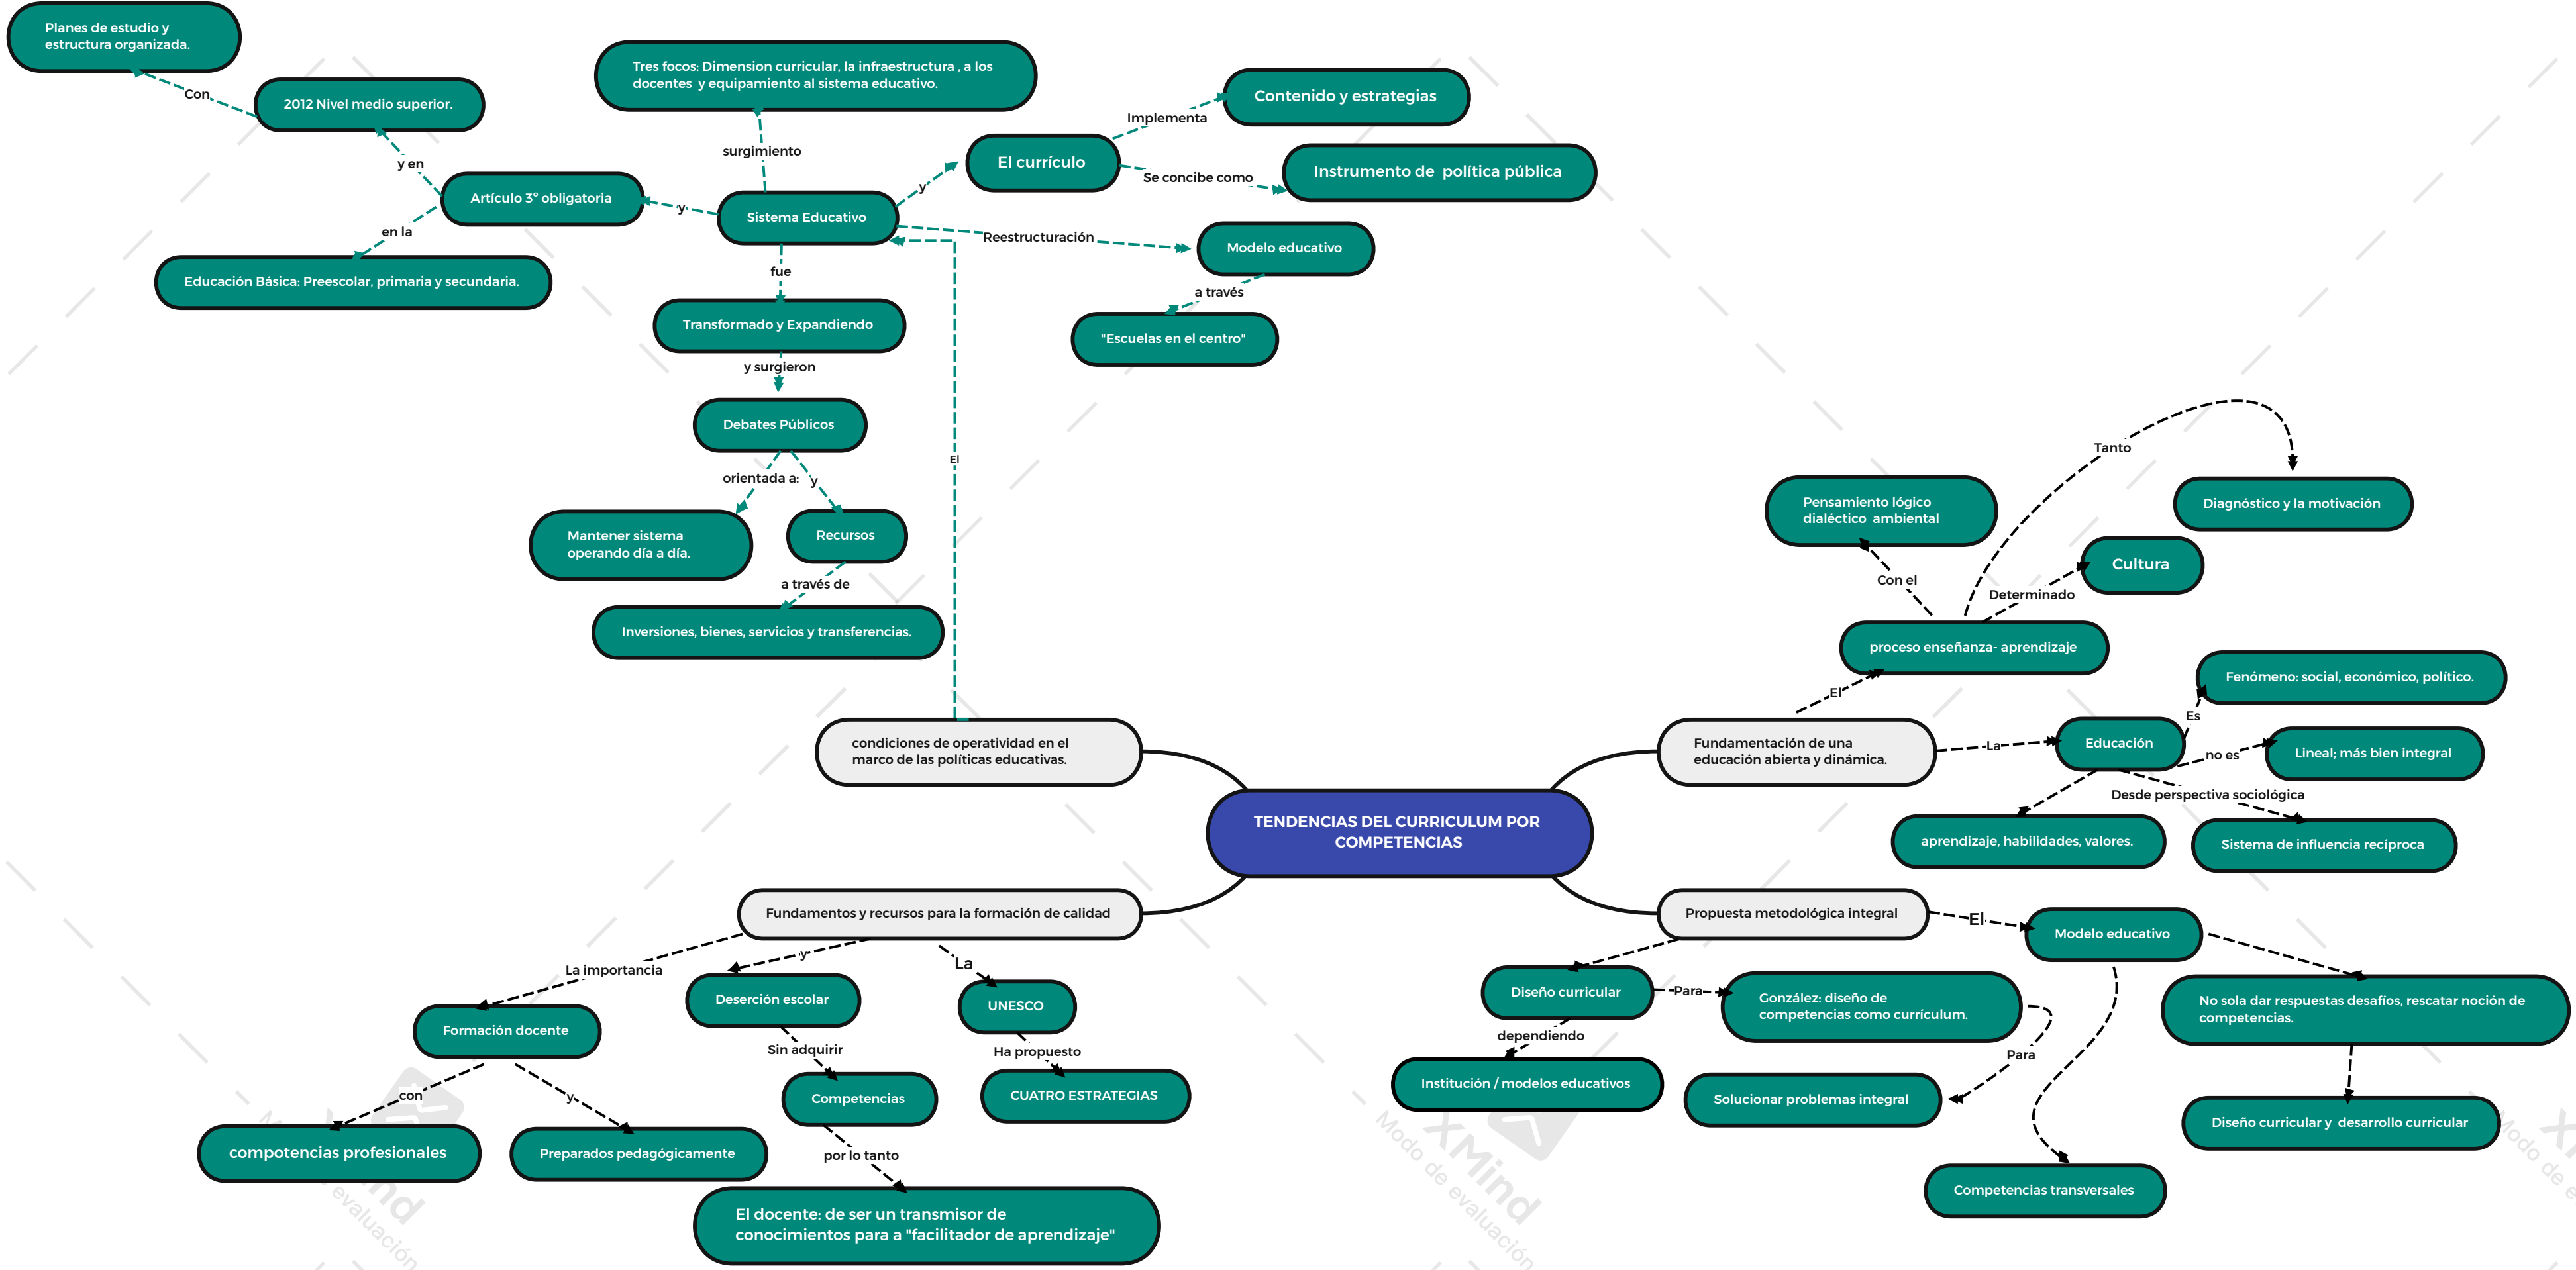 Planes de estudio y
estructura organizada.
Con
2012 Nivel medio superior.
y en
Artículo 3° obligatoria
en la
Educación Básica: Preescolar, primaria y secundaria.
y
Tres focos: Dimension curricular, la infraestructura , a los
docentes  y equipamiento al sistema educativo.
surgimiento
Sistema Educativo
y
El currículo
Implementa
Contenido y estrategias
Se concibe como
Instrumento de  política pública
Reestructuración
Modelo educativo
a través
"Escuelas en el centro"
fue
Transformado y Expandiendo
y surgieron
Debates Públicos
orientada a:
y
Mantener sistema
operando día a día.
Recursos
a través de
Inversiones, bienes, servicios y transferencias.
El
condiciones de operatividad en el
marco de las políticas educativas.
Tanto
Diagnóstico y la motivación
Pensamiento lógico
dialéctico  ambiental
Con el
Determinado
Cultura
proceso enseñanza- aprendizaje
El
Fundamentación de una
educación abierta y dinámica.
La
Educación
Es
Fenómeno: social, económico, político.
no es
Lineal; más bien integral
Desde perspectiva sociológica
aprendizaje, habilidades, valores.
Sistema de influencia recíproca
TENDENCIAS DEL CURRICULUM POR
COMPETENCIAS
Fundamentos y recursos para la formación de calidad
La importancia
y
La
Formación docente
con
y
compotencias profesionales
Preparados pedagógicamente
Deserción escolar
Sin adquirir
Competencias
por lo tanto
El docente: de ser un transmisor de
conocimientos para a "facilitador de aprendizaje"
UNESCO
Ha propuesto
CUATRO ESTRATEGIAS
Propuesta metodológica integral
El
Modelo educativo
Diseño curricular
Para
González: diseño de
competencias como currículum.
dependiendo
Institución / modelos educativos
Para
Solucionar problemas integral
No sola dar respuestas desafíos, rescatar noción de
competencias.
Diseño curricular y  desarrollo curricular
Competencias transversales
XMind
Modo de evaluación